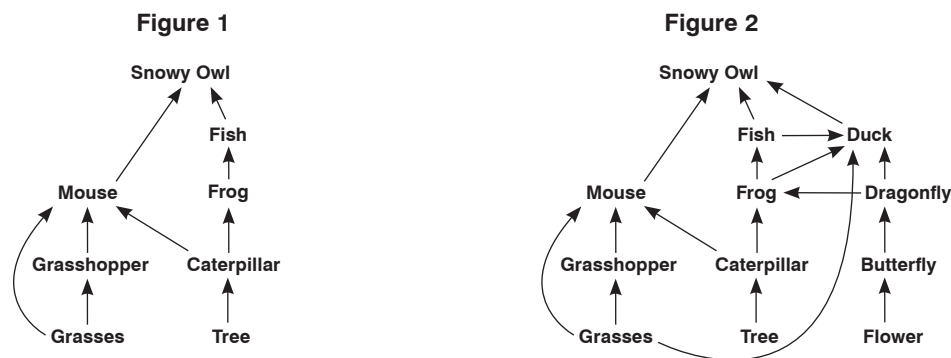 Figure 1
Snowy Owl
Fish
Mouse Frog
Grasshopper Caterpillar
Grasses Tree
Figure 2
Snowy Owl
Fish Duck
Mouse Frog Dragonfly
Grasshopper Caterpillar Butterfly
Grasses Tree Flower